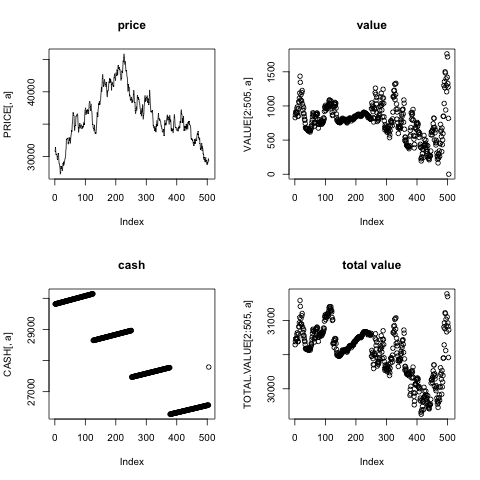 price
PRICE[, a]
30000
40000
0
100
200
300
400
500
Index
value
VALUE[2:505, a]
0
500
1000
1500
0
100
200
300
400
500
Index
cash
CASH[, a]
27000
29000
0
100
200
300
400
500
Index
total value
TOTAL.VALUE[2:505, a]
30000
31000
0
100
200
300
400
500
Index